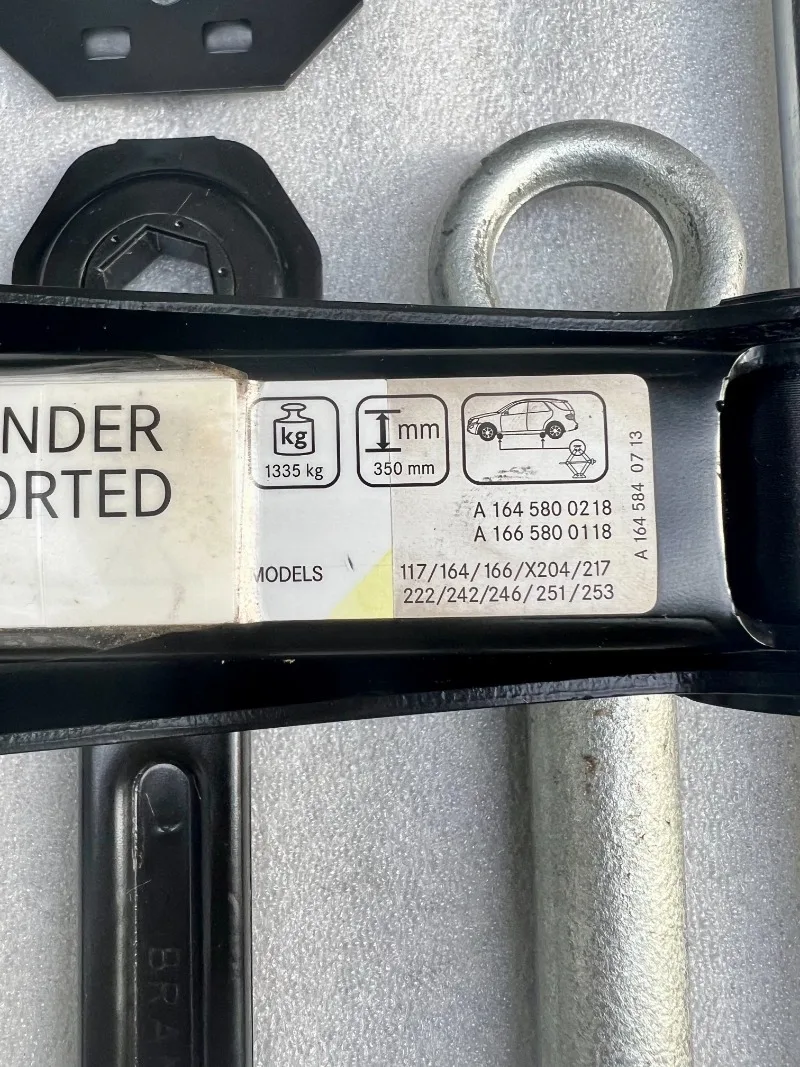 NDER
ORTED
kg
1335 kg
mm
350 mm
A 164 580 0218
A 166 580 0118
MODELS
117/164/166/X204/217
222/242/246/251/253
A 164 584 07 13
BRA